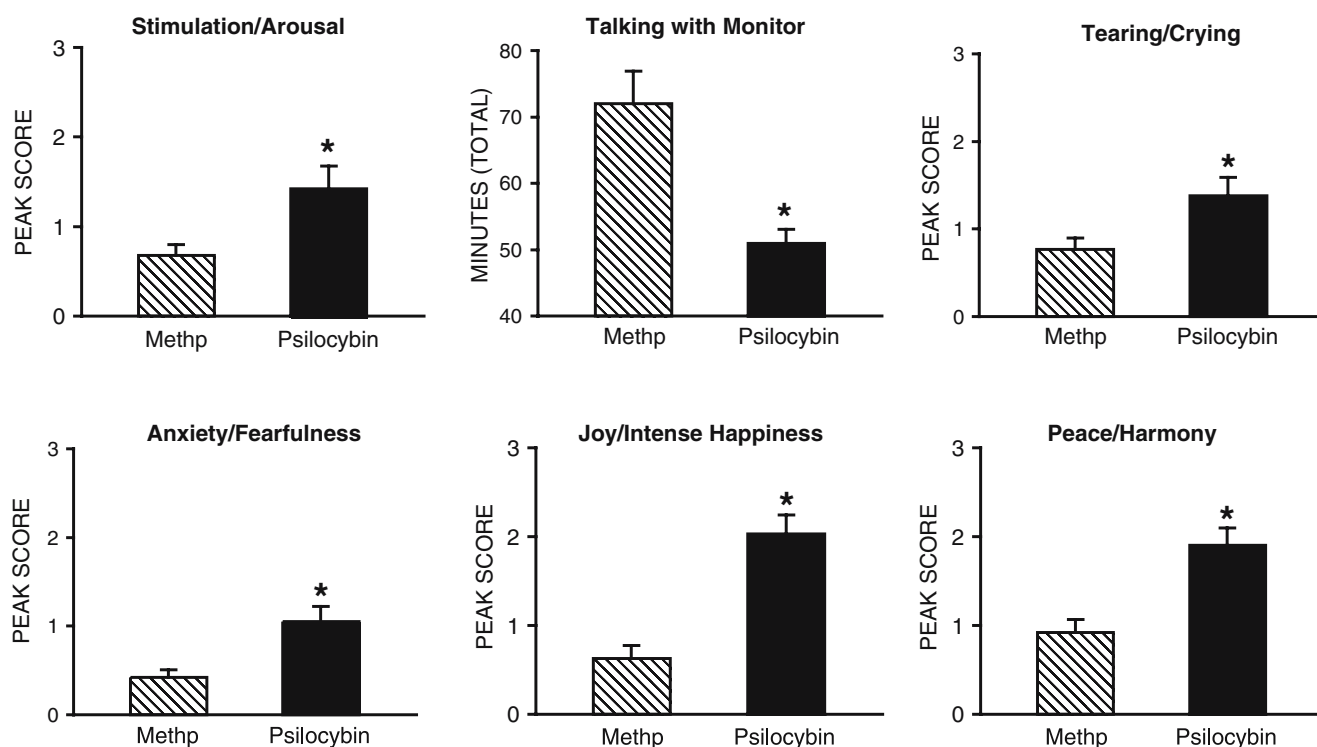 Stimulation/Arousal
3
2
1
0
PEAK SCORE
*
Methp Psilocybin
Talking with Monitor
80
70
60
50
40
MINUTES (TOTAL)
*
Methp Psilocybin
Tearing/Crying
3
2
1
0
PEAK SCORE
*
Methp Psilocybin
Anxiety/Fearfulness
3
2
1
0
PEAK SCORE
*
Methp Psilocybin
Joy/Intense Happiness
3
2
1
0
PEAK SCORE
*
Methp Psilocybin
Peace/Harmony
3
2
1
0
PEAK SCORE
*
Methp Psilocybin